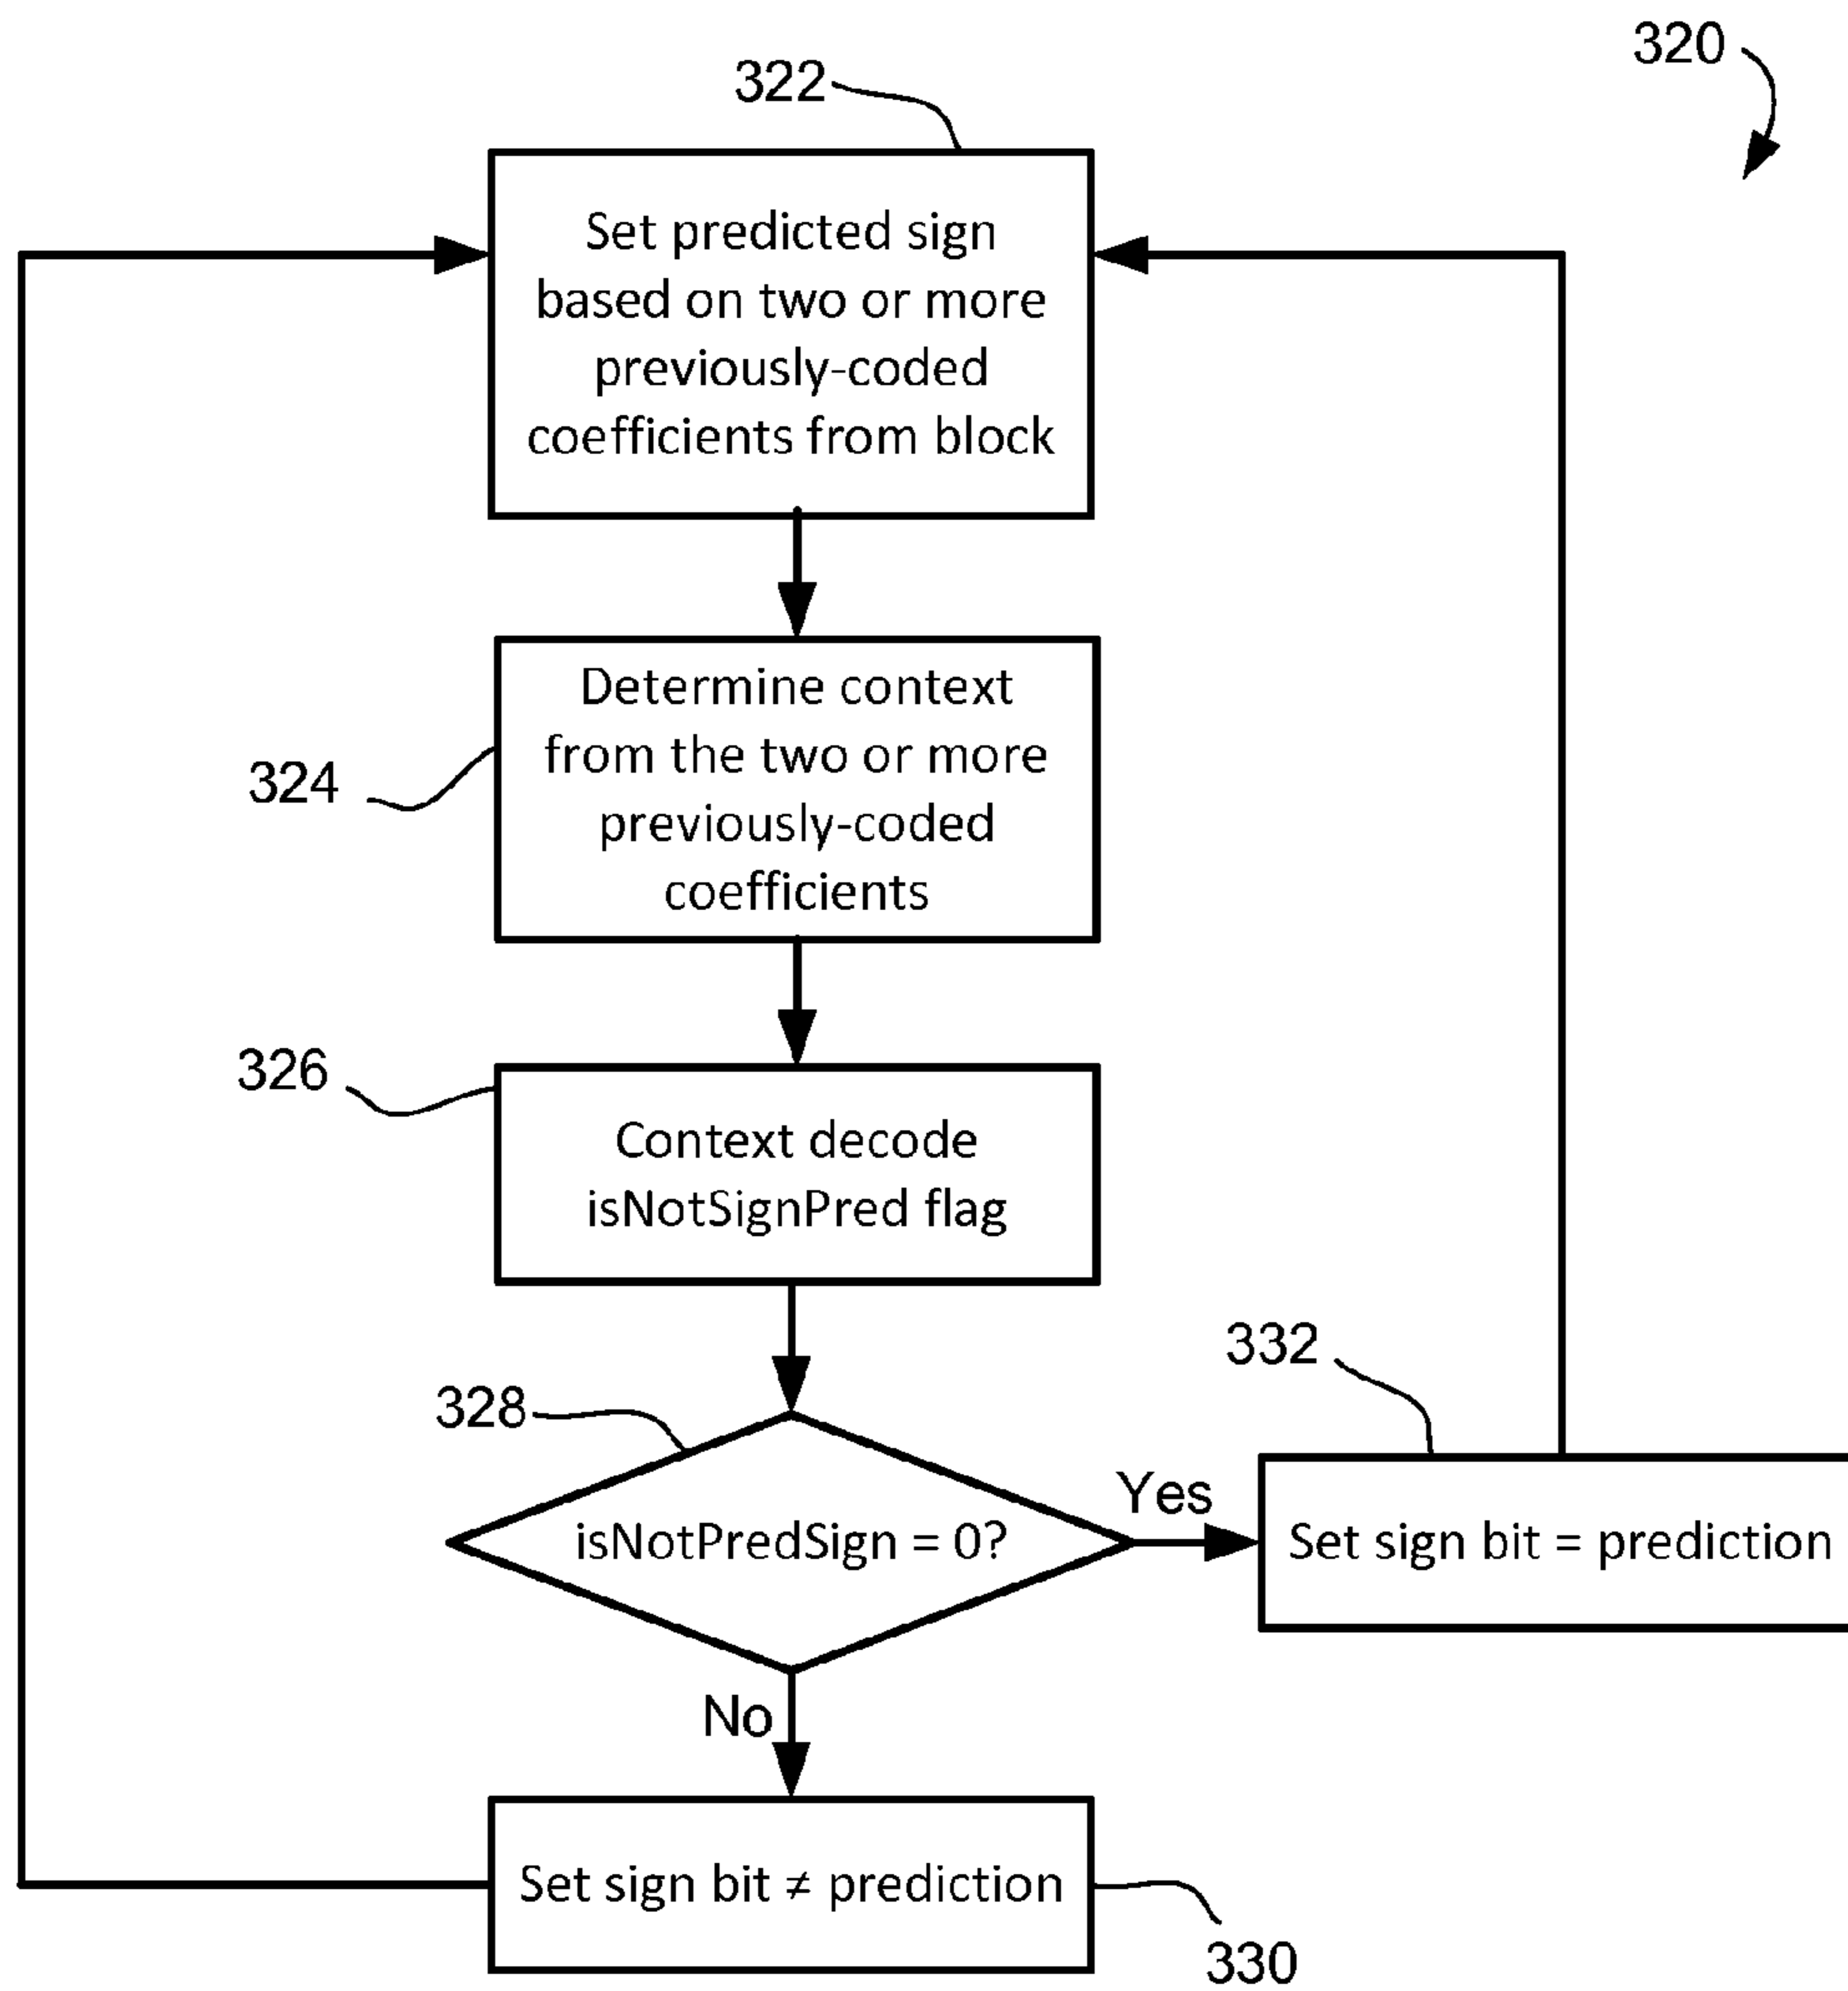 320
322
Set predicted sign
based on two or more
previously-coded
coefficients from block
324
Determine context
from the two or more
previously-coded
coefficients
326
Context decode
isNotSignPred flag
328
isNotPredSign = 0?
Yes
332
Set sign bit = prediction
No
Set sign bit ≠ prediction
330